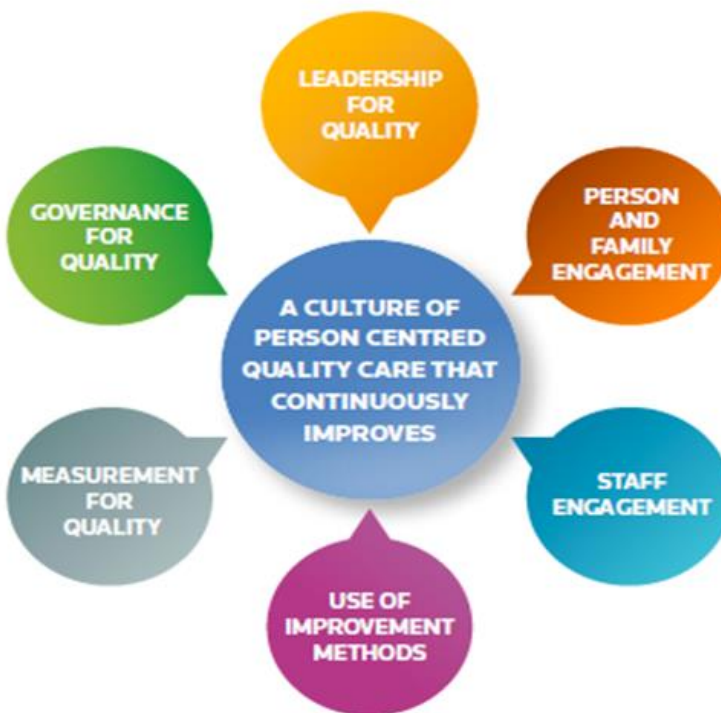 LEADERSHIP
FOR
QUALITY
PERSON
AND
FAMILY
ENGAGEMENT
STAFF
ENGAGEMENT
USE OF
IMPROVEMENT
METHODS
MEASUREMENT
FOR
QUALITY
GOVERNANCE
FOR
QUALITY
A CULTURE OF
PERSON CENTRED
QUALITY CARE THAT
CONTINUOUSLY
IMPROVES